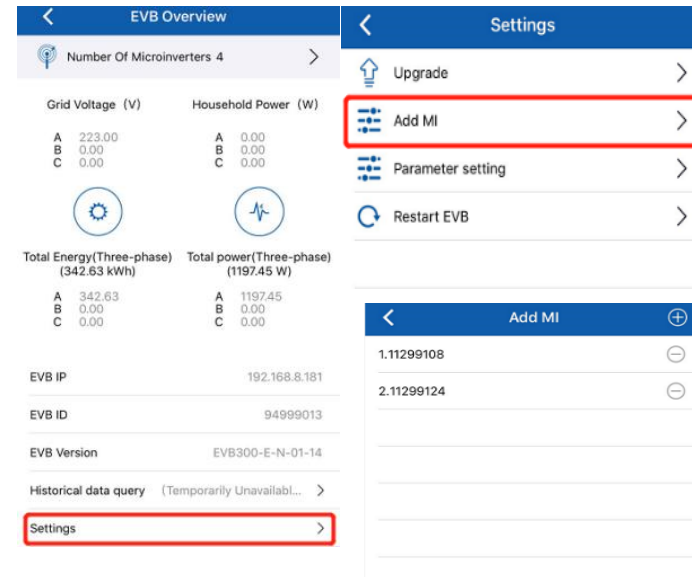 EVB Overview
Number Of Microinverters 4
Grid Voltage (V) Household Power (W)
A 223.00 A 0.00
B 0.00 B 0.00
C 0.00 C 0.00
Total Energy(Three-phase) Total power(Three-phase)
(342.63 kWh) (1197.45 W)
A 342.63 A 1197.45
B 0.00 B 0.00
C 0.00 C 0.00
EVB IP 192.168.8.181
EVB ID 94999013
EVB Version EVB300-E-N-01-14
Historical data query (Temporarily Unavailabl...
Settings
Settings
Upgrade
Add MI
Parameter setting
Restart EVB
Add MI
1.11299108
2.11299124